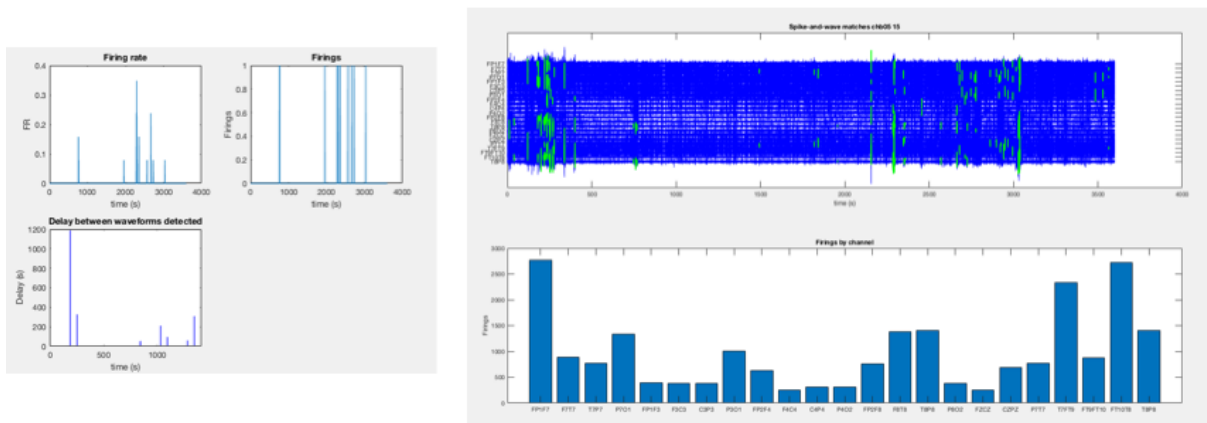 Firing rate
0.4
0.3
0.2
0.1
0
FR
0 1000 2000 3000 4000
time (s)
Firings
1
0.8
0.6
0.4
0.2
0
Firings
0 1000 2000 3000 4000
time (s)
Delay between waveforms detected
1200
1000
800
600
400
200
0
Delay (s)
0 500 1000
time (s)
Spike-and-wave matches chb05 15
FP1F7
0 500 1000 1500 2000 2500 3000 3500 4000
time (s)
Firings by channel
3000
2500
2000
1500
1000
500
0
Firings
FP1F7 F7T7 T7P7 P7O1 FP1F3 F3C3 C3P3 P3O1 FP2F4 F4C4 C4P4 P4O2 FP2F8 F8T8 T8P8 P8O2 FZCZ CZPZ P7T7 T7FT9 FT9FT10 FT10T8 T8P8